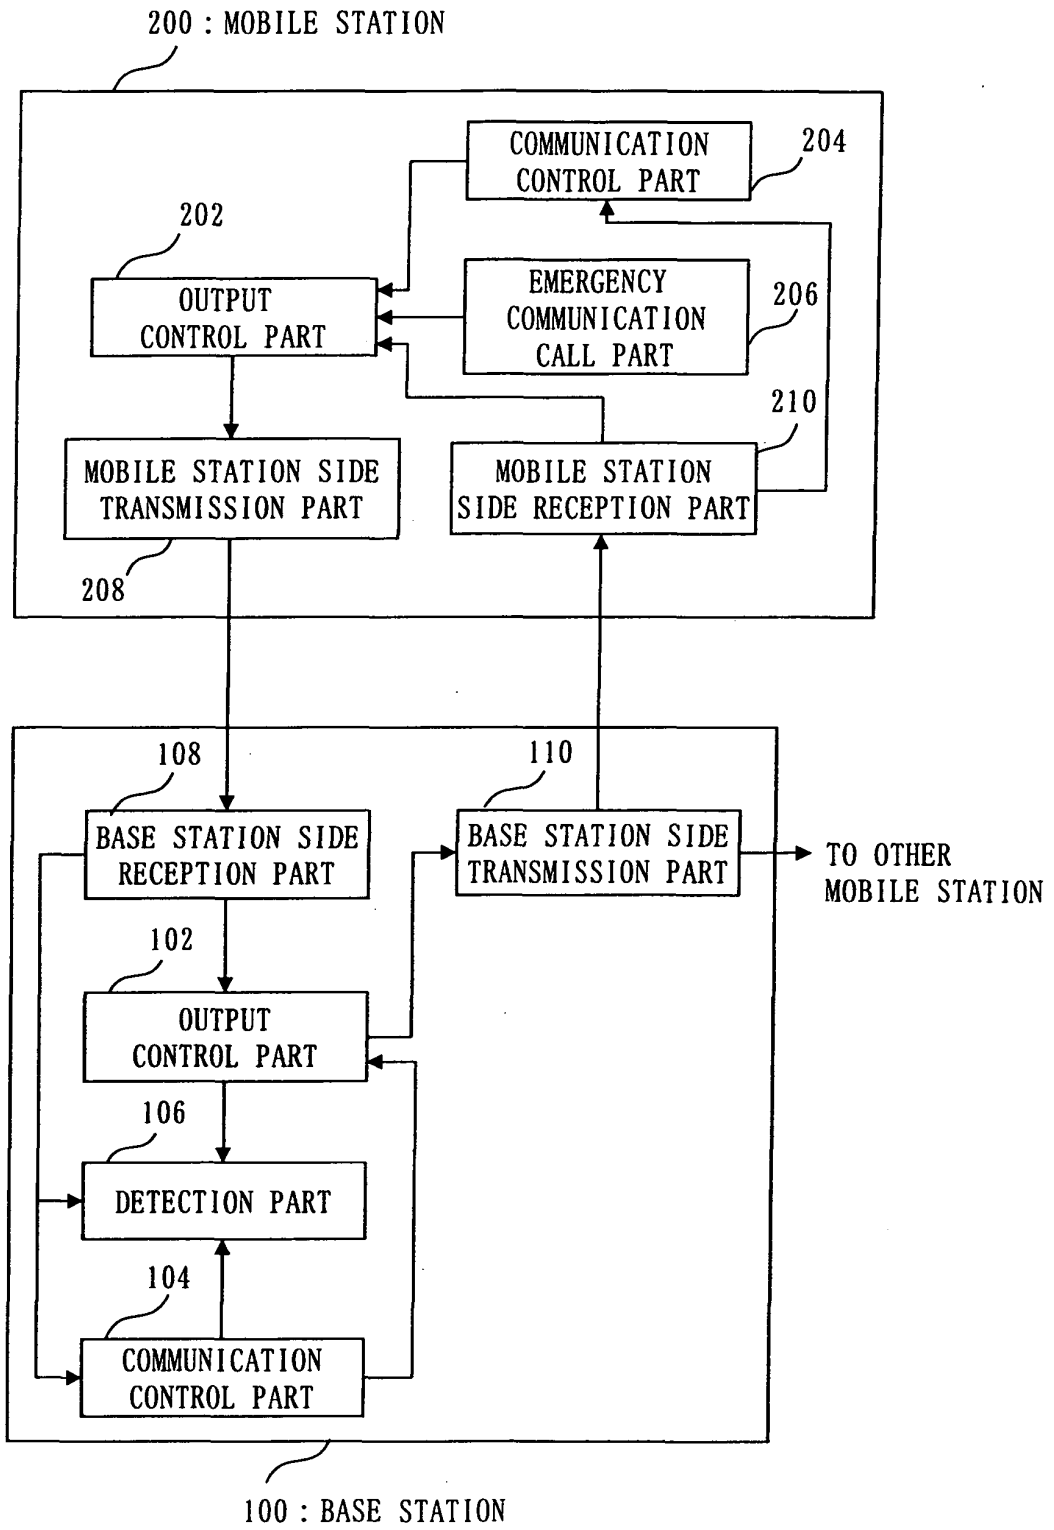 200 : MOBILE STATION
COMMUNICATION
CONTROL PART
204
202
OUTPUT
CONTROL PART
EMERGENCY
COMMUNICATION
CALL PART
206
210
MOBILE STATION SIDE
TRANSMISSION PART
MOBILE STATION
SIDE RECEPTION PART
208
108
110
BASE STATION SIDE
RECEPTION PART
BASE STATION SIDE
TRANSMISSION PART
TO OTHER
MOBILE STATION
102
OUTPUT
CONTROL PART
106
DETECTION PART
104
COMMUNICATION
CONTROL PART
100 : BASE STATION